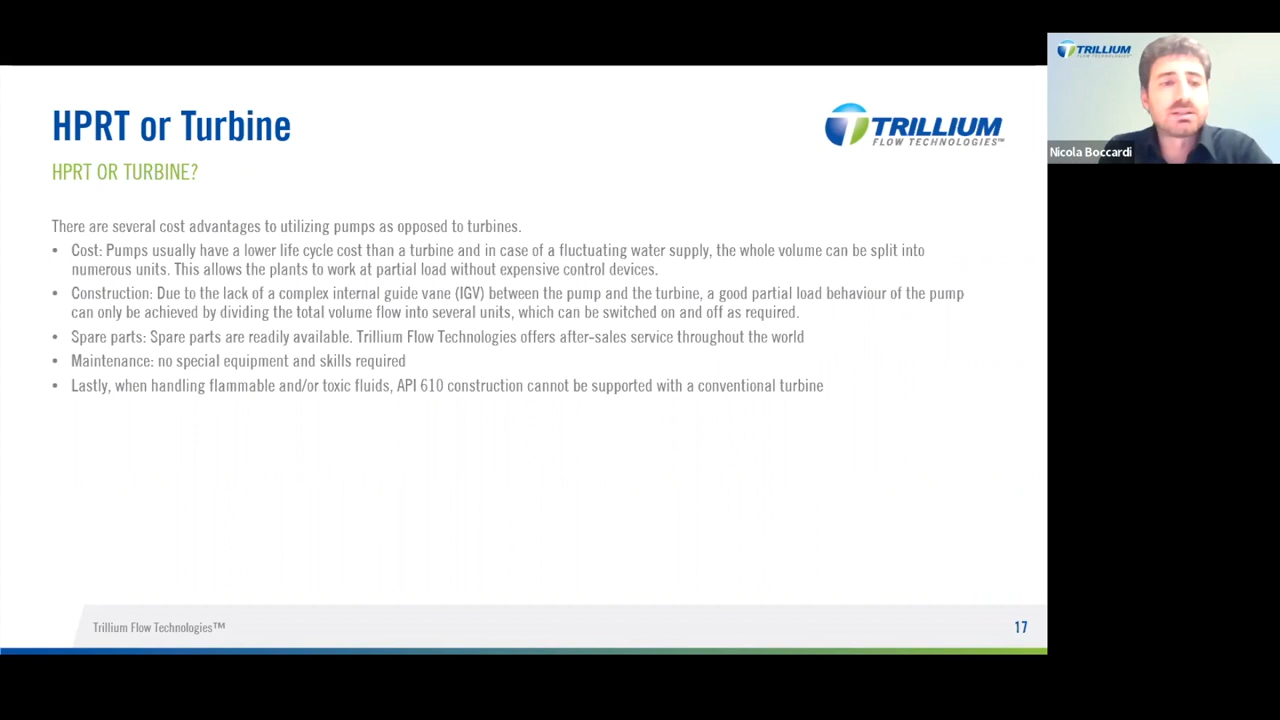 HPRT or Turbine
TRILLIUM
FLOW TECHNOLOGIES™
HPRT OR TURBINE?
There are several cost advantages to utilizing pumps as opposed to turbines.
• Cost: Pumps usually have a lower life cycle cost than a turbine and in case of a fluctuating water supply, the whole volume can be split into
numerous units. This allows the plants to work at partial load without expensive control devices.
• Construction: Due to the lack of a complex internal guide vane (IGV) between the pump and the turbine, a good partial load behaviour of the pump
can only be achieved by dividing the total volume flow into several units, which can be switched on and off as required.
• Spare parts: Spare parts are readily available. Trillium Flow Technologies offers after-sales service throughout the world
• Maintenance: no special equipment and skills required
• Lastly, when handling flammable and/or toxic fluids, API 610 construction cannot be supported with a conventional turbine
Trillium Flow Technologies™
17
TRILLIUM
FLOW TECHNOLOGIES
Nicola Boccardi